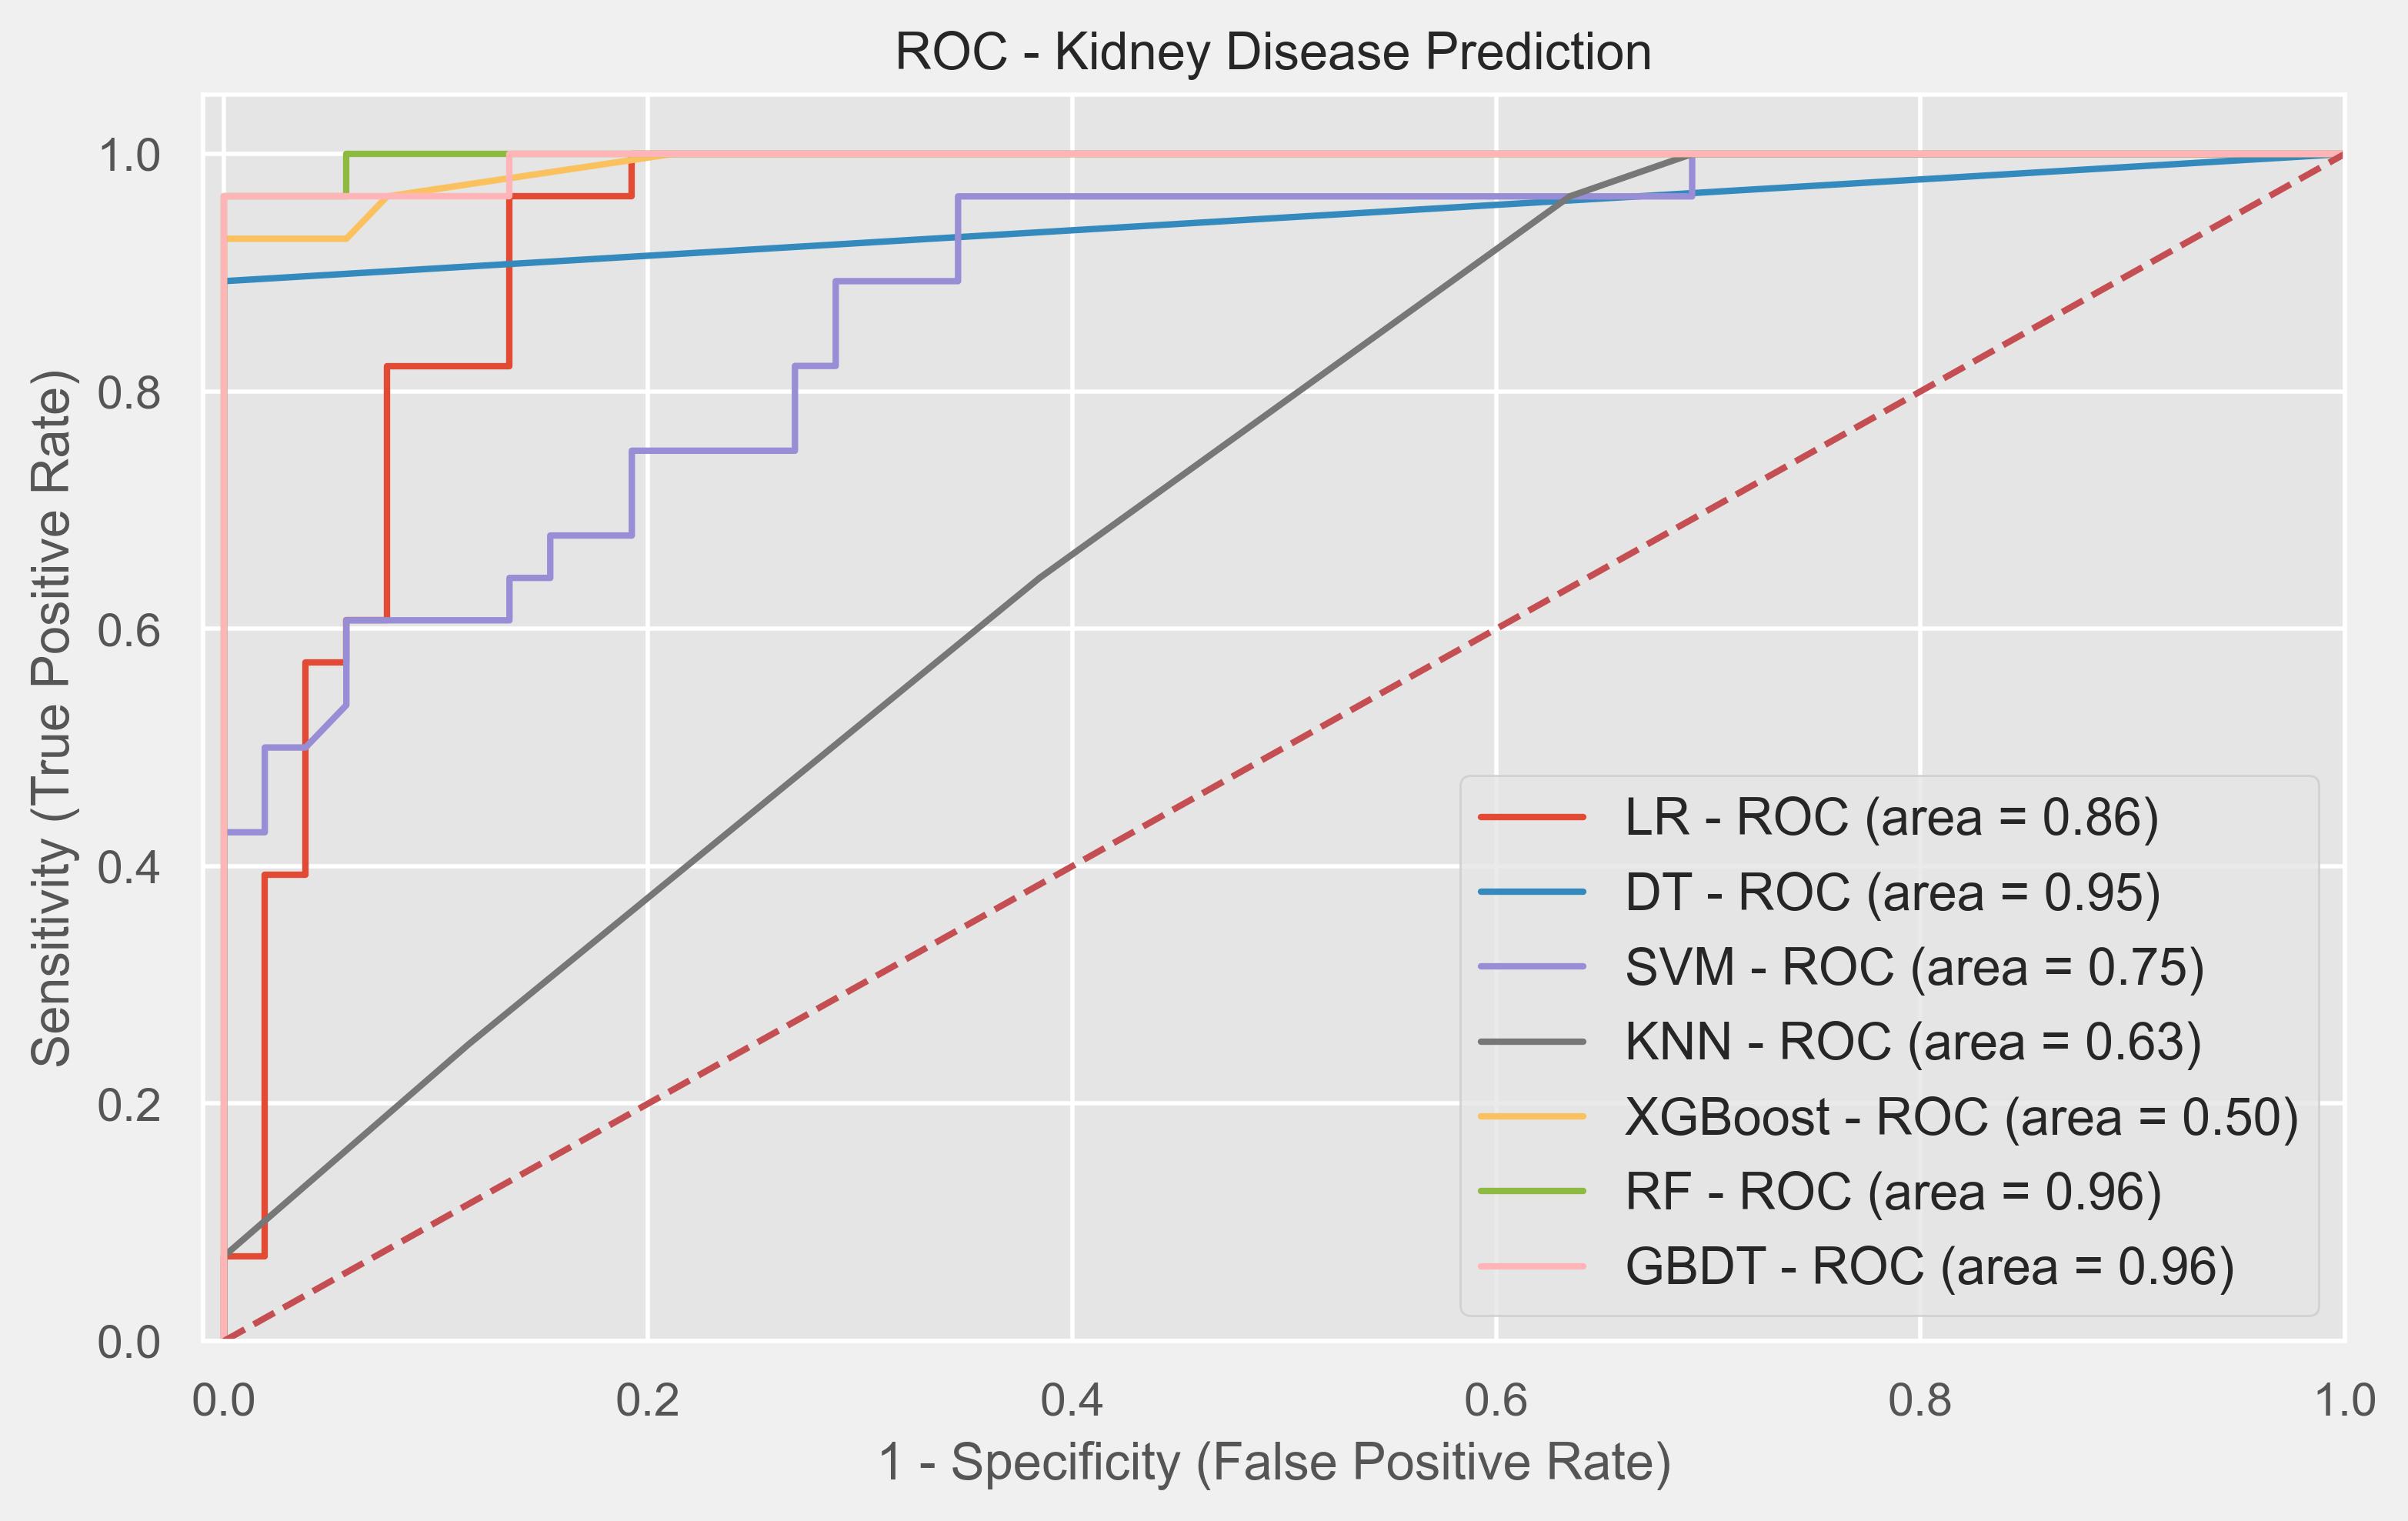 ROC - Kidney Disease Prediction
Sensitivity (True Positive Rate)
1.0
0.8
0.6
0.4
0.2
0.0
LR - ROC (area = 0.86)
DT - ROC (area = 0.95)
SVM - ROC (area = 0.75)
KNN - ROC (area = 0.63)
XGBoost - ROC (area = 0.50)
RF - ROC (area = 0.96)
GBDT - ROC (area = 0.96)
0.0 0.2 0.4 0.6 0.8 1.0
1 - Specificity (False Positive Rate)